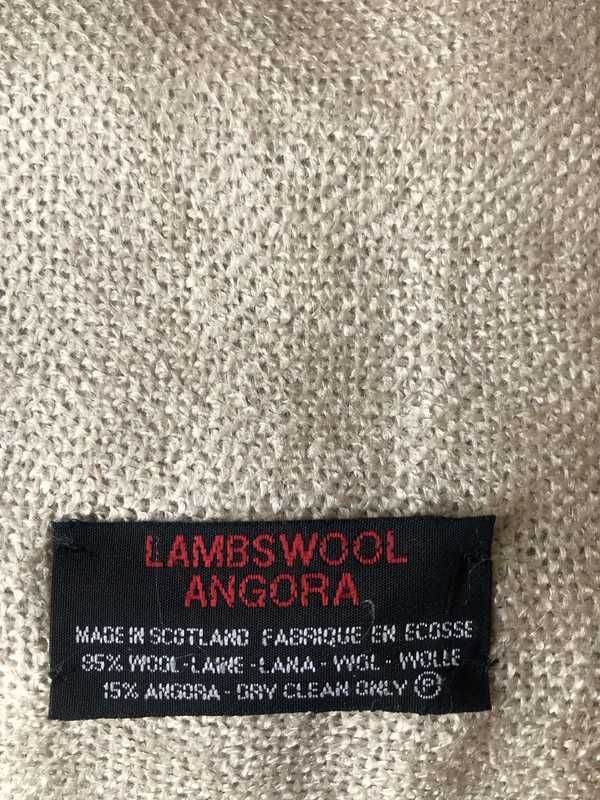 LAMBSWOOL
ANGORA
MADE IN SCOTLAND FABRIQUE EN ECOSSE
85% WOOL-LAINE-LANA-WOL-WOLLE
15% ANGORA-DRY CLEAN ONLY Ⓟ